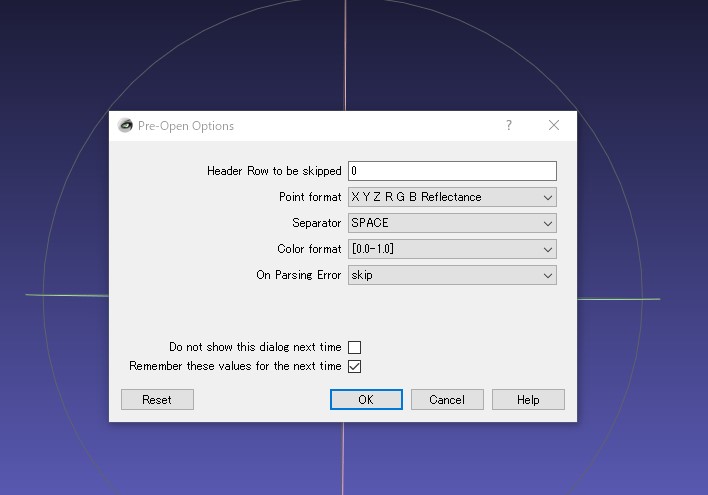 Pre-Open Options
?
Header Row to be skipped 0
Point format X Y Z R G B Reflectance
Separator SPACE
Color format [0.0-1.0]
On Parsing Error skip
Do not show this dialog next time
Remember these values for the next time
Reset OK Cancel Help